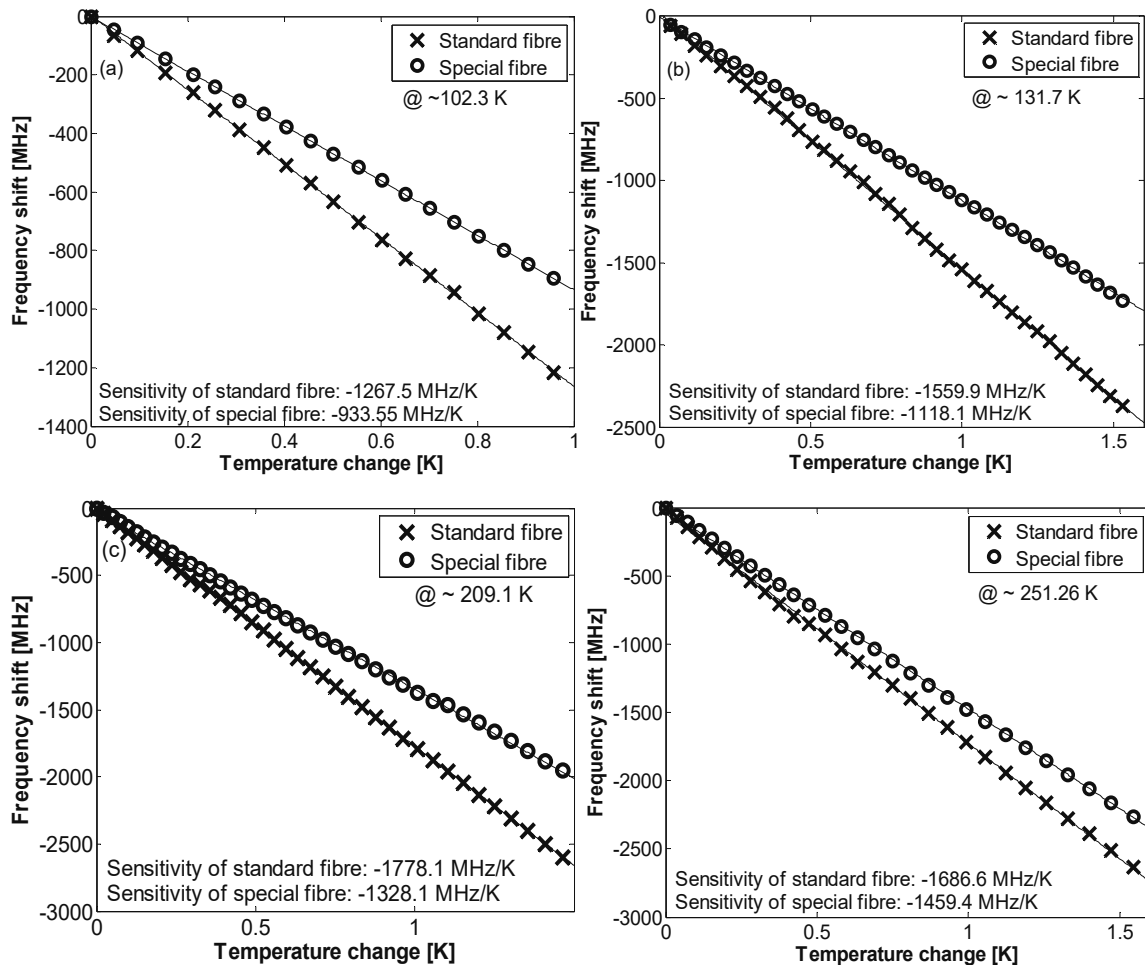 0
-200
-400
-600
-800
-1000
-1200
-1400
Frequency shift [MHz]
(a)
Standard fibre
Special fibre
@ ~102.3 K
Sensitivity of standard fibre: -1267.5 MHz/K
Sensitivity of special fibre: -933.55 MHz/K
0 0.2 0.4 0.6 0.8 1
Temperature change [K]
0
-500
-1000
-1500
-2000
-2500
Frequency shift [MHz]
(b)
Standard fibre
Special fibre
@ ~ 131.7 K
Sensitivity of standard fibre: -1559.9 MHz/K
Sensitivity of special fibre: -1118.1 MHz/K
0 0.5 1 1.5
Temperature change [K]
0
-500
-1000
-1500
-2000
-2500
-3000
Frequency shift [MHz]
(c)
Standard fibre
Special fibre
@ ~ 209.1 K
Sensitivity of standard fibre: -1778.1 MHz/K
Sensitivity of special fibre: -1328.1 MHz/K
0 0.5 1
Temperature change [K]
0
-500
-1000
-1500
-2000
-2500
-3000
Frequency shift [MHz]
Standard fibre
Special fibre
@ ~ 251.26 K
Sensitivity of standard fibre: -1686.6 MHz/K
Sensitivity of special fibre: -1459.4 MHz/K
0 0.5 1 1.5
Temperature change [K]